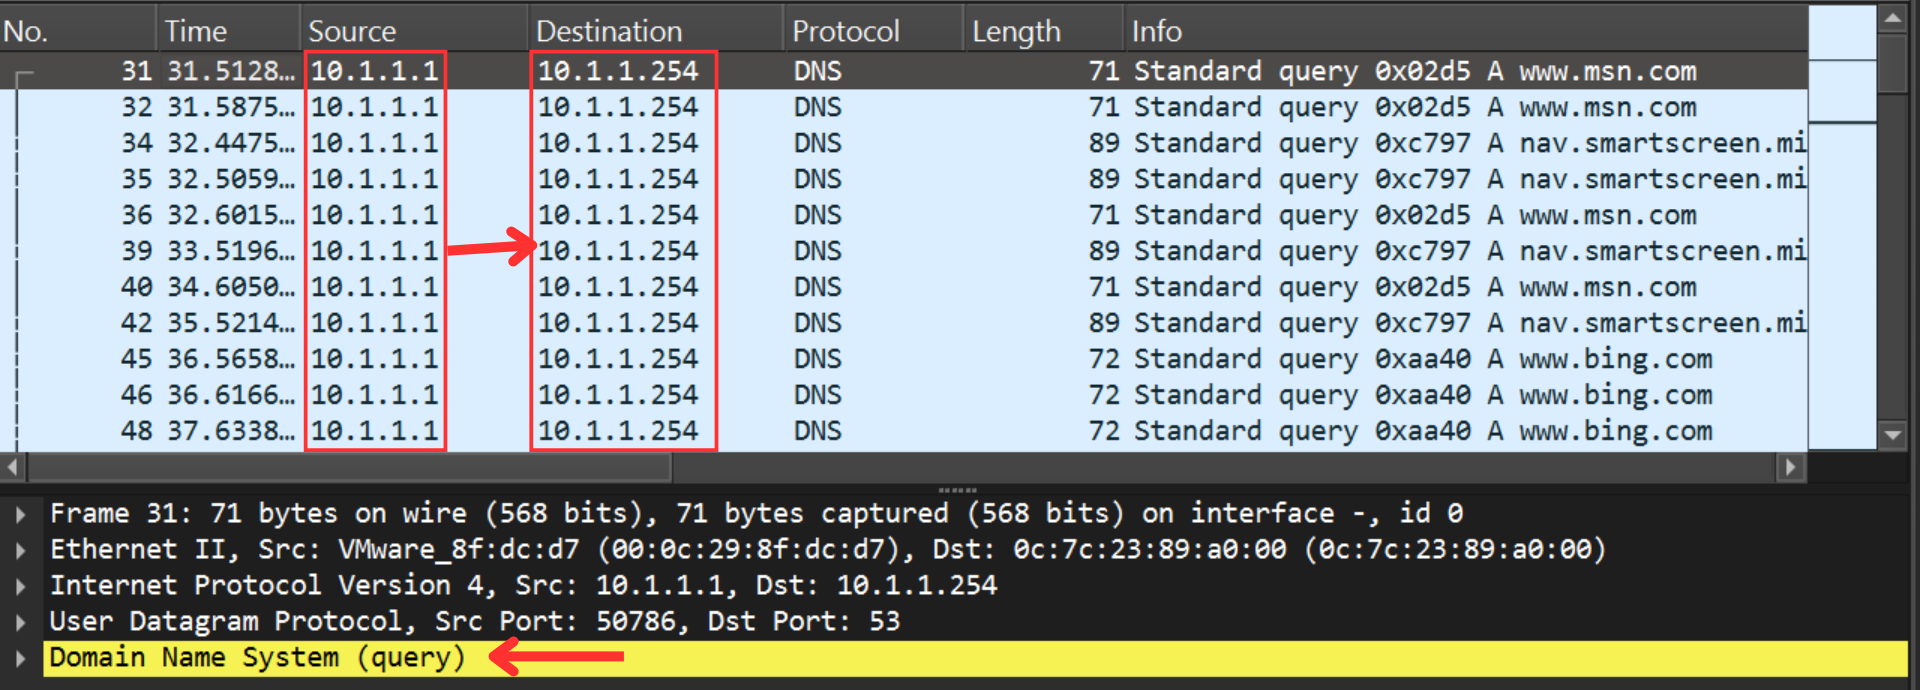 No. Time Source Destination Protocol Length Info
31 31.5128… 10.1.1.1 10.1.1.254 DNS 71 Standard query 0x02d5 A www.msn.com
32 31.5875… 10.1.1.1 10.1.1.254 DNS 71 Standard query 0x02d5 A www.msn.com
34 32.4475… 10.1.1.1 10.1.1.254 DNS 89 Standard query 0xc797 A nav.smartscreen.mi
35 32.5059… 10.1.1.1 10.1.1.254 DNS 89 Standard query 0xc797 A nav.smartscreen.mi
36 32.6015… 10.1.1.1 10.1.1.254 DNS 71 Standard query 0x02d5 A www.msn.com
39 33.5196… 10.1.1.1 10.1.1.254 DNS 89 Standard query 0xc797 A nav.smartscreen.mi
40 34.6050… 10.1.1.1 10.1.1.254 DNS 71 Standard query 0x02d5 A www.msn.com
42 35.5214… 10.1.1.1 10.1.1.254 DNS 89 Standard query 0xc797 A nav.smartscreen.mi
45 36.5658… 10.1.1.1 10.1.1.254 DNS 72 Standard query 0xaa40 A www.bing.com
46 36.6166… 10.1.1.1 10.1.1.254 DNS 72 Standard query 0xaa40 A www.bing.com
48 37.6338… 10.1.1.1 10.1.1.254 DNS 72 Standard query 0xaa40 A www.bing.com
Frame 31: 71 bytes on wire (568 bits), 71 bytes captured (568 bits) on interface -, id 0
Ethernet II, Src: VMware_8f:dc:d7 (00:0c:29:8f:dc:d7), Dst: 0c:7c:23:89:a0:00 (0c:7c:23:89:a0:00)
Internet Protocol Version 4, Src: 10.1.1.1, Dst: 10.1.1.254
User Datagram Protocol, Src Port: 50786, Dst Port: 53
Domain Name System (query)